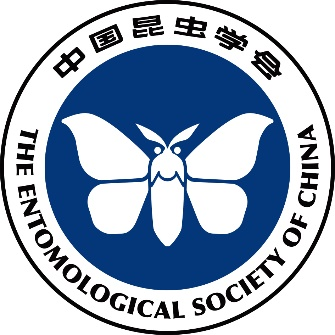 中国昆虫学会
THE ENTOMOLOGICAL SOCIETY OF CHINA